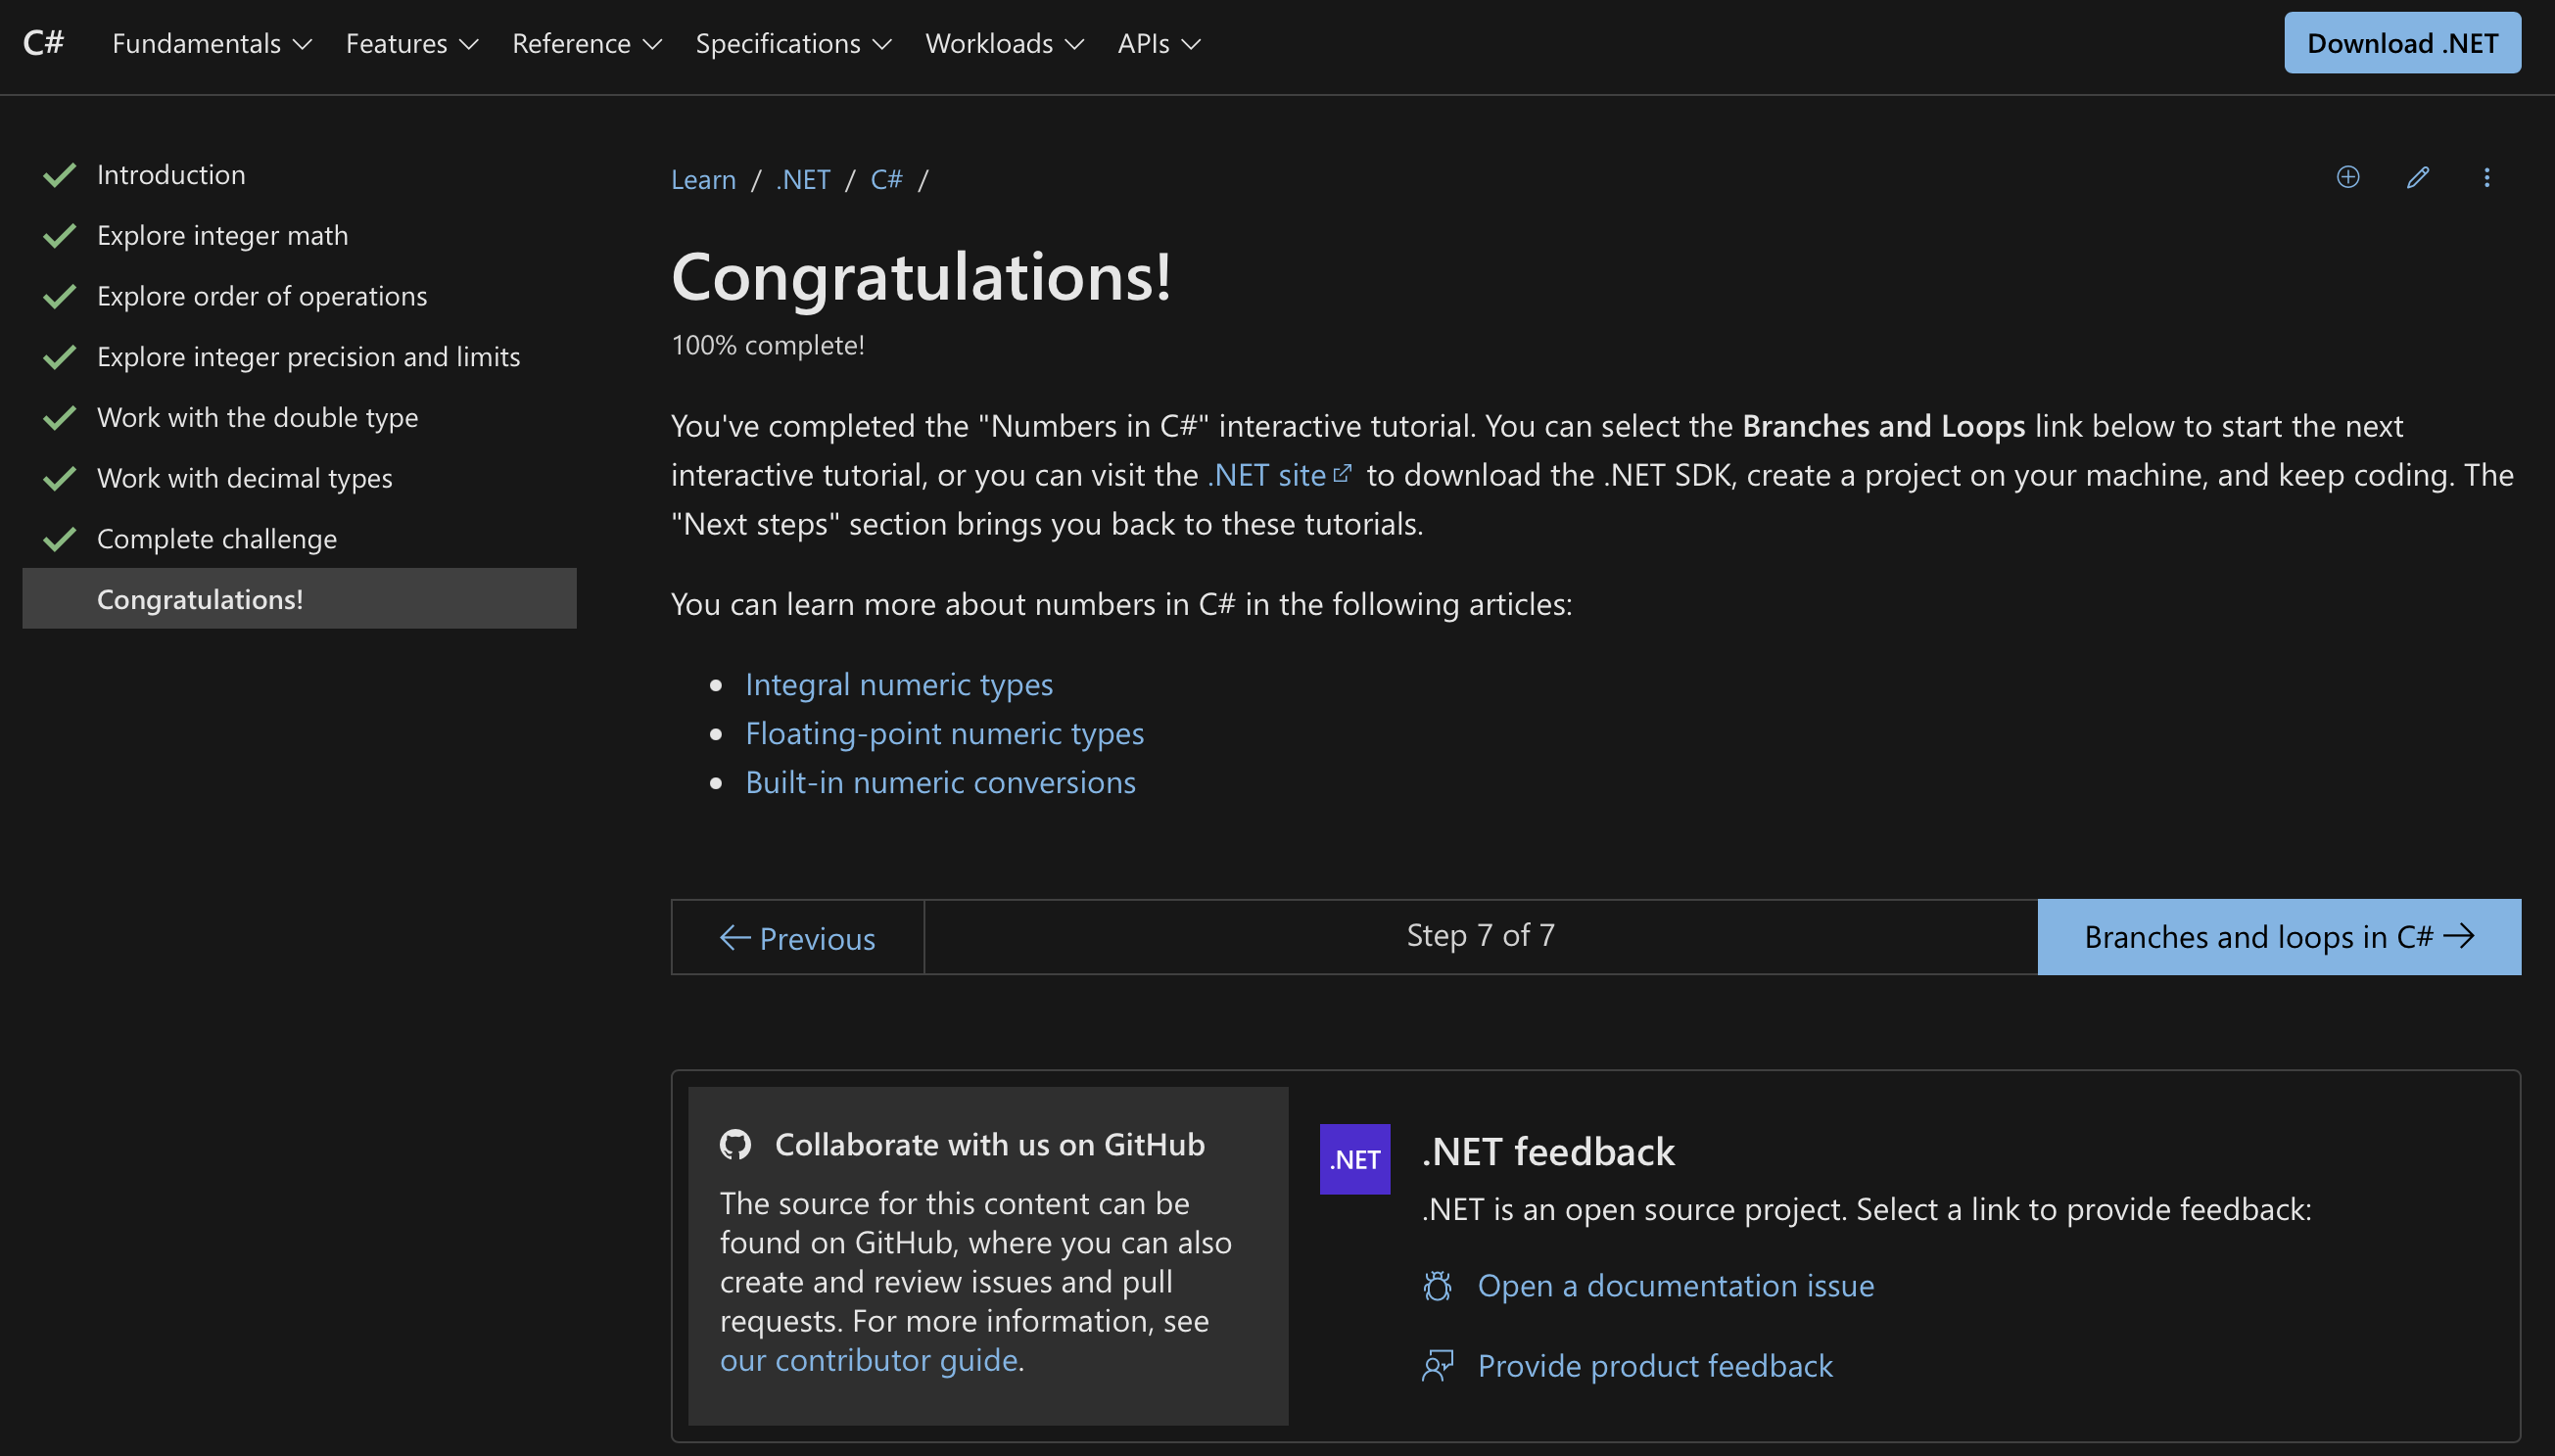 C#
Fundamentals
Features
Reference
Specifications
Workloads
APIs
Download .NET
Introduction
Explore integer math
Explore order of operations
Explore integer precision and limits
Work with the double type
Work with decimal types
Complete challenge
Congratulations!
Learn / .NET / C# /
Congratulations!
100% complete!
You've completed the "Numbers in C#" interactive tutorial. You can select the Branches and Loops link below to start the next
interactive tutorial, or you can visit the .NET site to download the .NET SDK, create a project on your machine, and keep coding. The
"Next steps" section brings you back to these tutorials.
You can learn more about numbers in C# in the following articles:
Integral numeric types
Floating-point numeric types
Built-in numeric conversions
Previous
Step 7 of 7
Branches and loops in C#
Collaborate with us on GitHub
The source for this content can be
found on GitHub, where you can also
create and review issues and pull
requests. For more information, see
our contributor guide.
.NET
.NET feedback
.NET is an open source project. Select a link to provide feedback:
Open a documentation issue
Provide product feedback